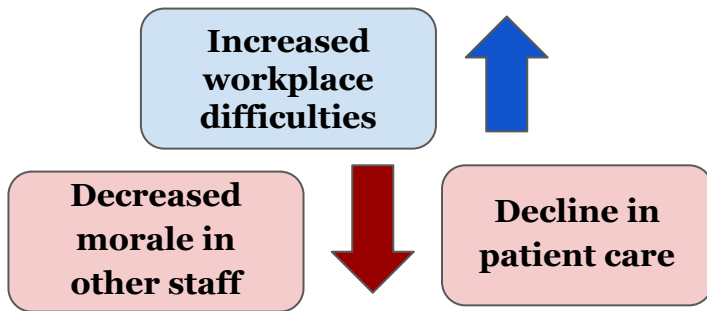 Increased
workplace
difficulties
Decreased
morale in
other staff
Decline in
patient care